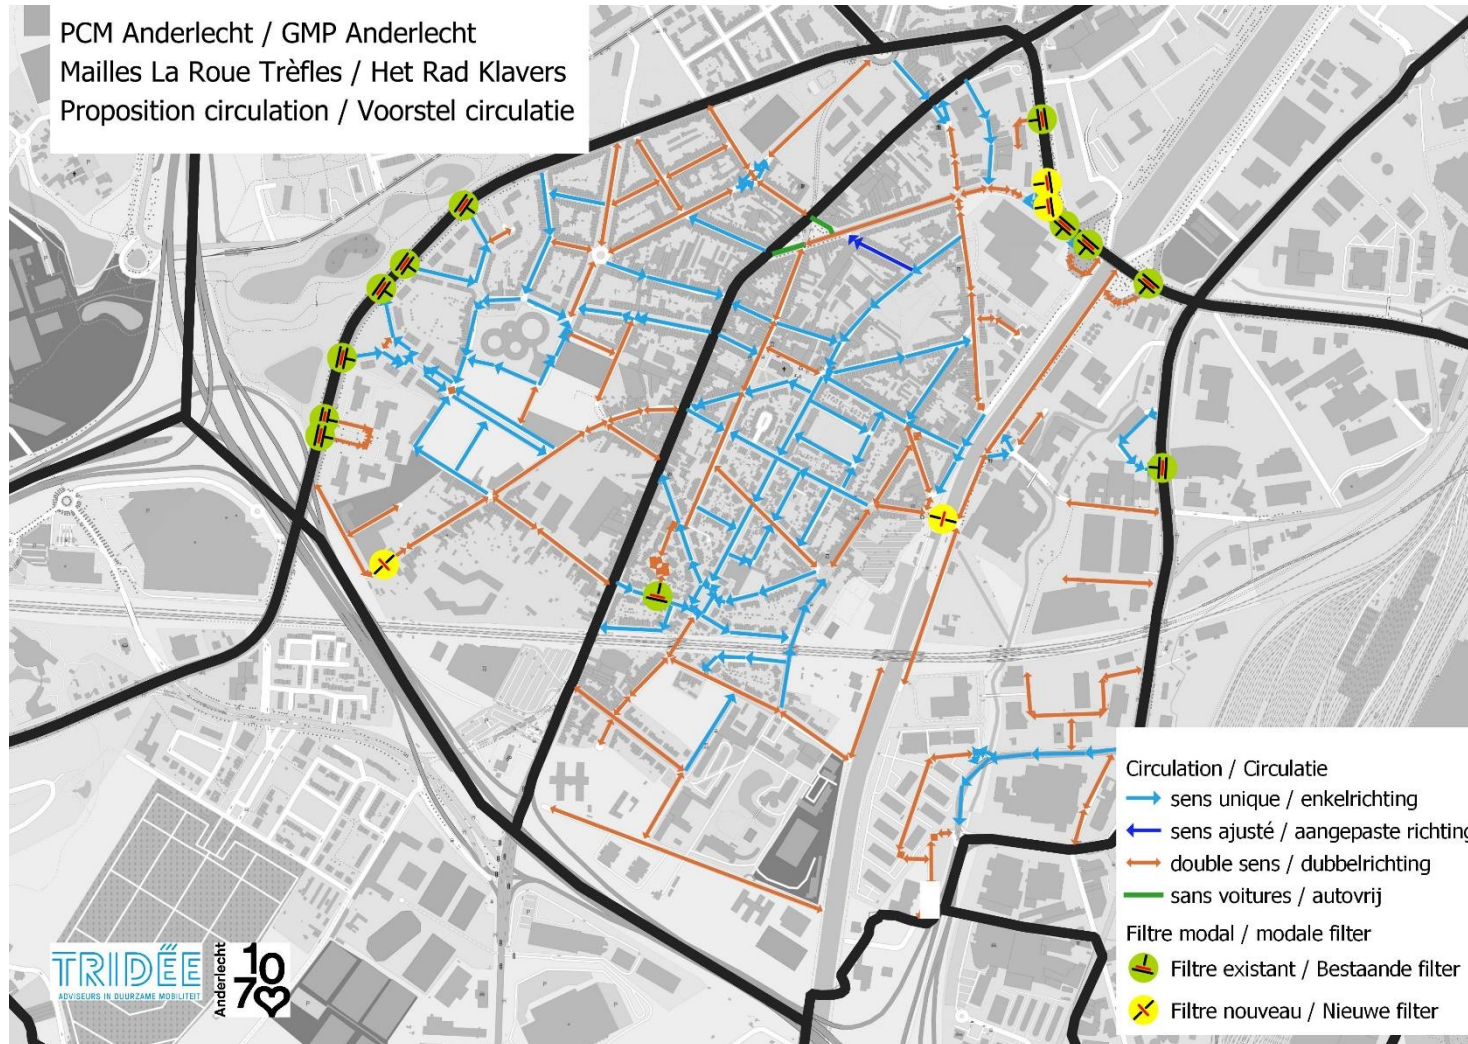 PCM Anderlecht / GMP Anderlecht
Mailles La Roue Trèfles / Het Rad Klavers
Proposition circulation / Voorstel circulatie
Circulation / Circulatie
sens unique / enkelrichting
sens ajusté / aangepaste richting
double sens / dubbelrichting
sans voitures / autovrij
Filtre modal / modale filter
Filtre existant / Bestaande filter
Filtre nouveau / Nieuwe filter
TRIDËE
ADVISEURS IN DUURZAME MOBILITEIT
Anderlecht
1070